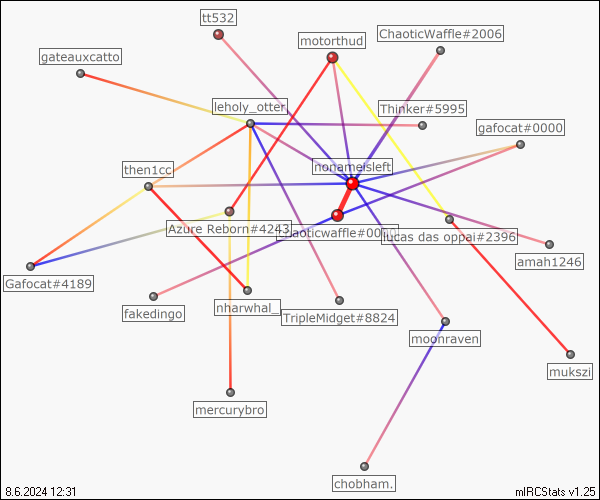 tt532
motorthud
ChaoticWaffle#2006
gateauxcatto
leholy_otter
Thinker#5995
gafocat#0000
then1cc
nonameisleft
Azure Reborn#4243
lucas das oppai#2396
amah1246
Gafocat#4189
fakedingo
nharwhal_
TripleMidget#8824
moonraven
mukszi
mercurybro
chobham.
8.6.2024 12:31
mIRCStats v1.25